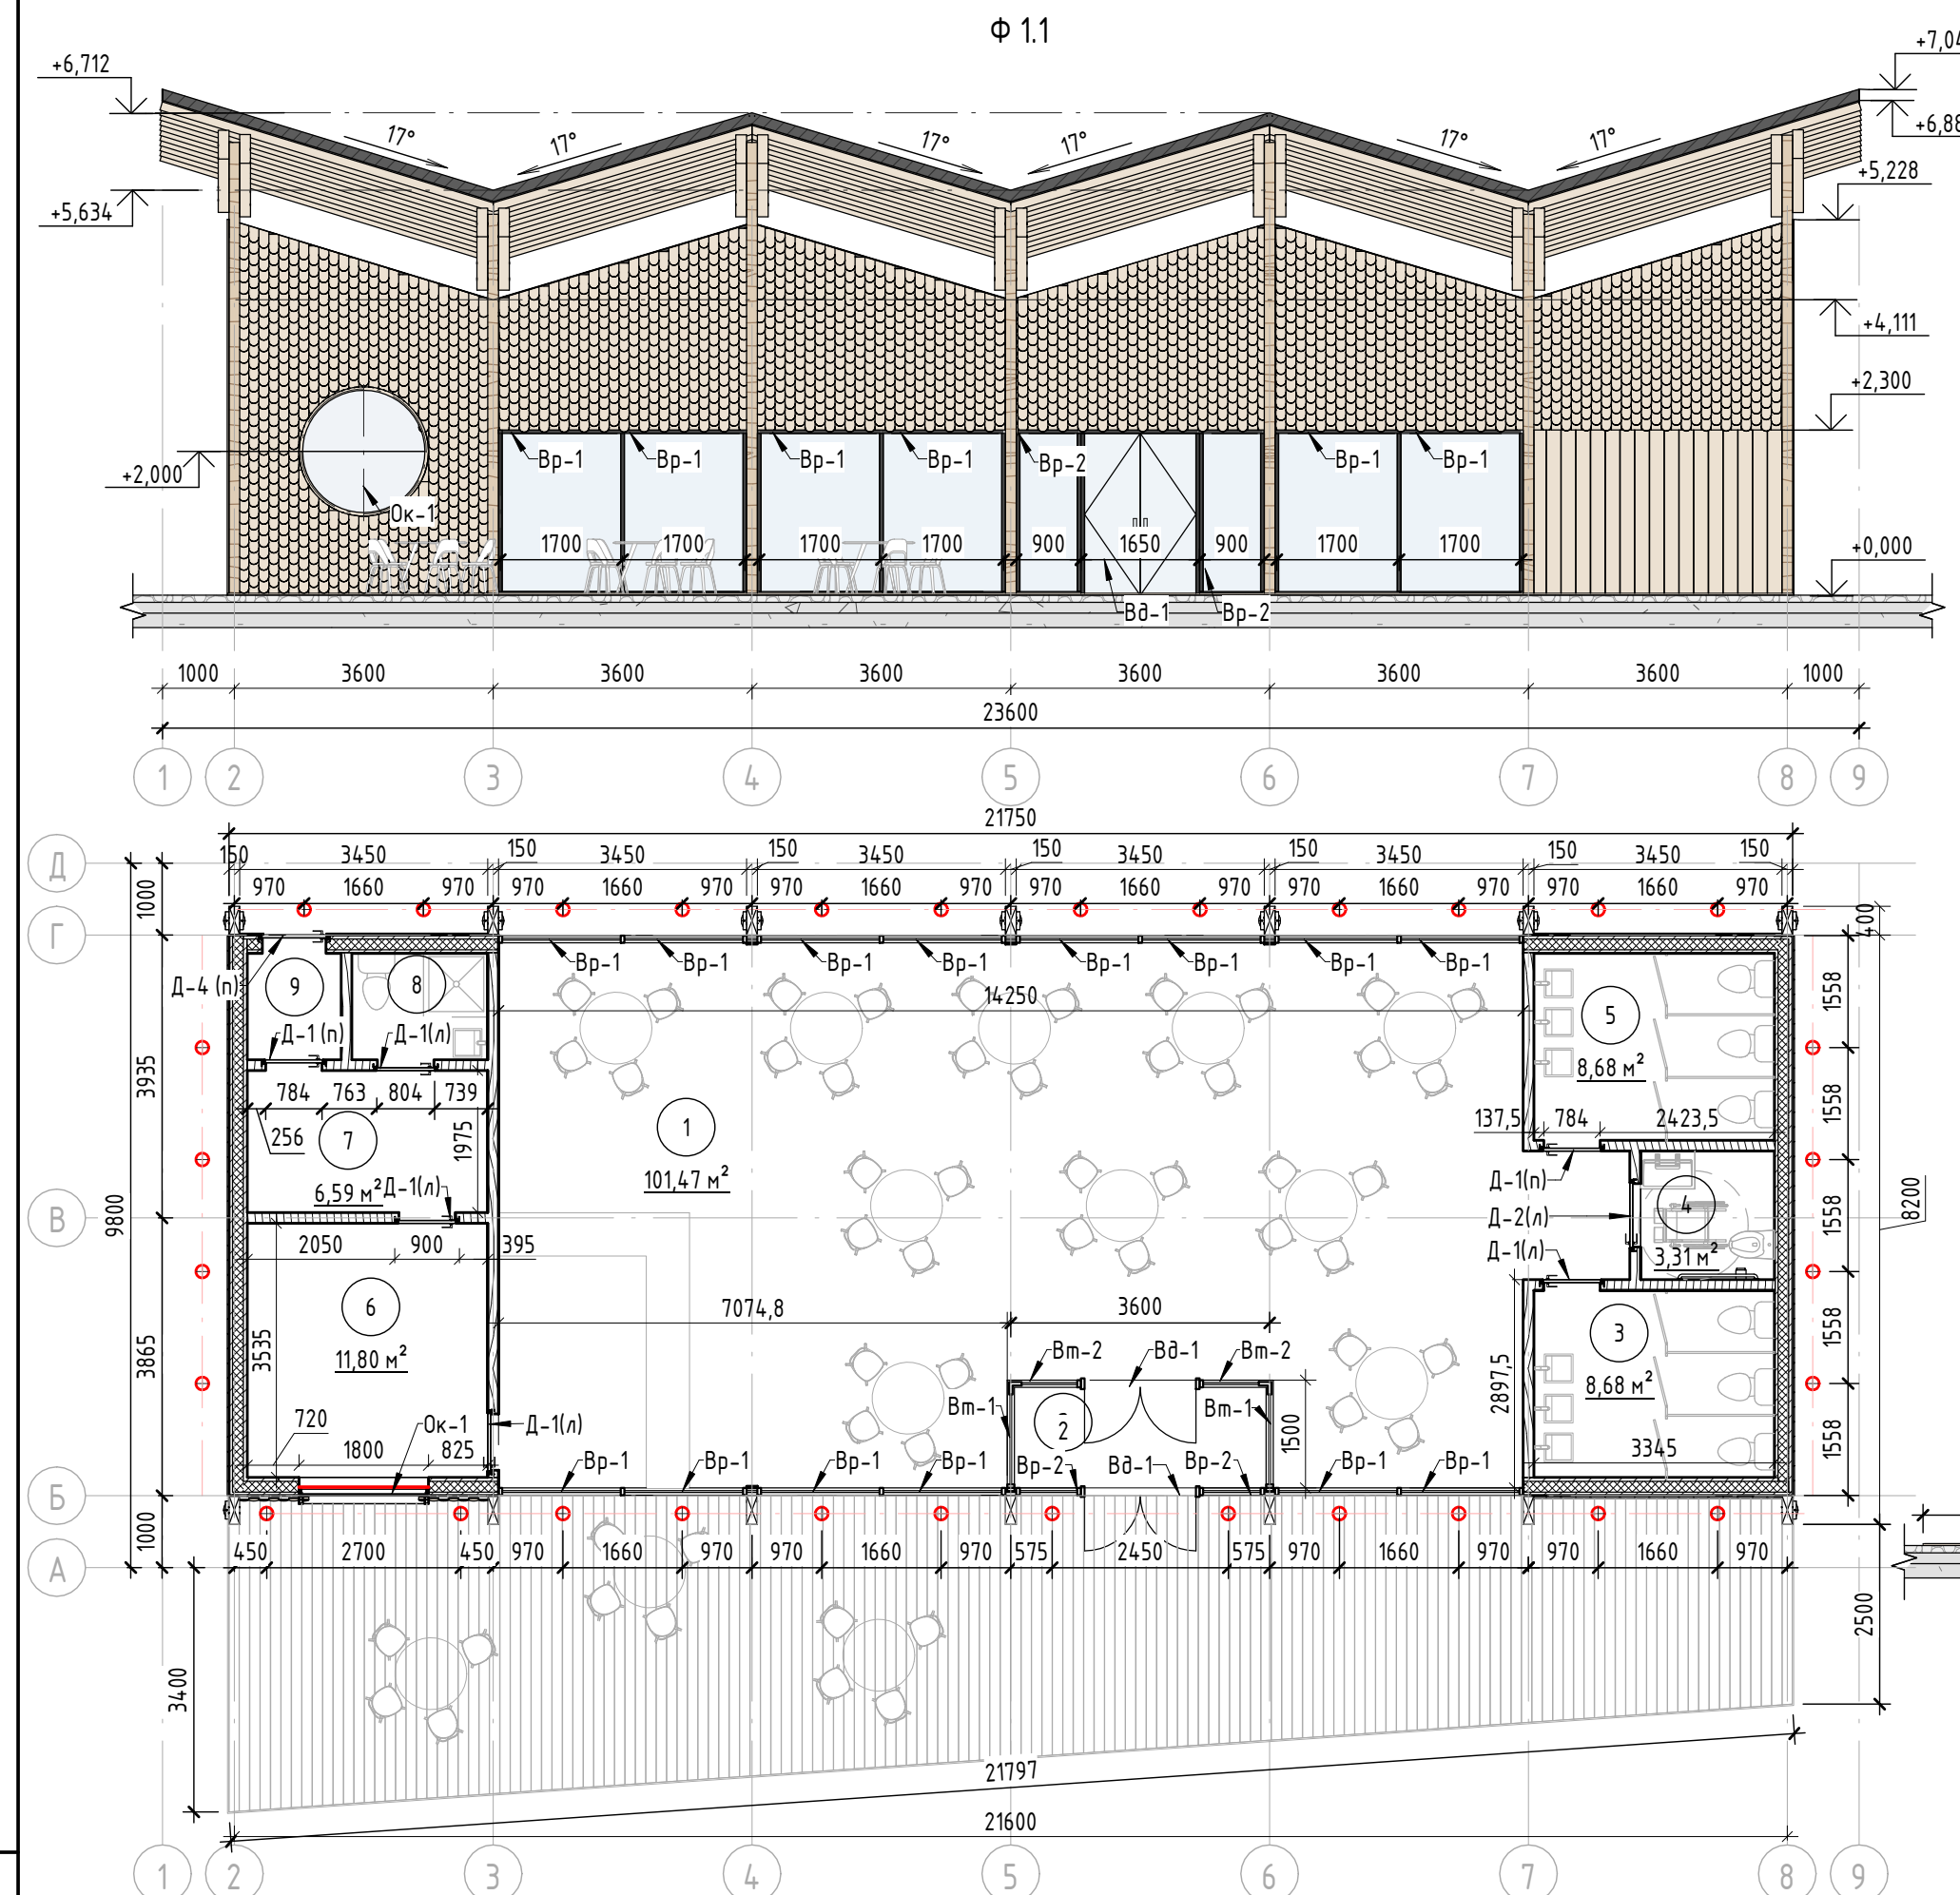 Ф 1.1
+6,712
+5,634
+2,000
17° 17° 17° 17° 17° 17°
+5,228
+4,111
+2,300
+0,000
Вр-1 Вр-1 Вр-1 Вр-1 Вр-2 Вр-1 Вр-1
Ок-1
1700 1700 1700 1700 900 1650 900 1700 1700
Вд-1 Вр-2
1000 3600 3600 3600 3600 3600 3600 1000
23600
1 2 3 4 5 6 7 8 9
21750
150 3450 150 3450 150 3450 150 3450 150 3450 150 3450 150
970 1660 970 970 1660 970 970 1660 970 970 1660 970 970 1660 970 970 1660 970
Д
Г
В
Б
А
1000
3935
3865
1000
9800
3400
400
1558
1558
1558
1558
1558
8200
2500
Вр-1 Вр-1 Вр-1 Вр-1 Вр-1 Вр-1 Вр-1 Вр-1
Д-4 (п)
9 8
14250
5
8,68 м²
Д-1 (п) Д-1(л)
784 763 804 739
256
7
1975
6,59 м²
Д-1(л)
1
101,47 м²
137,5 784 2423,5
Д-1(п)
Д-2(л)
Д-1(л)
4
3,31 м²
2050 900 395
6
11,80 м²
3535
7074,8 3600
Вт-2 Вд-1 Вт-2
Вт-1 2 Вт-1
1500
2897,5
3
8,68 м²
3345
720
1800 825
Ок-1
Д-1(л)
Вр-1 Вр-1 Вр-1 Вр-1 Вр-2 Вд-1 Вр-2 Вр-1 Вр-1
450 2700 450 970 1660 970 970 1660 970 575 2450 575 970 1660 970 970 1660 970
21797
21600
1 2 3 4 5 6 7 8 9